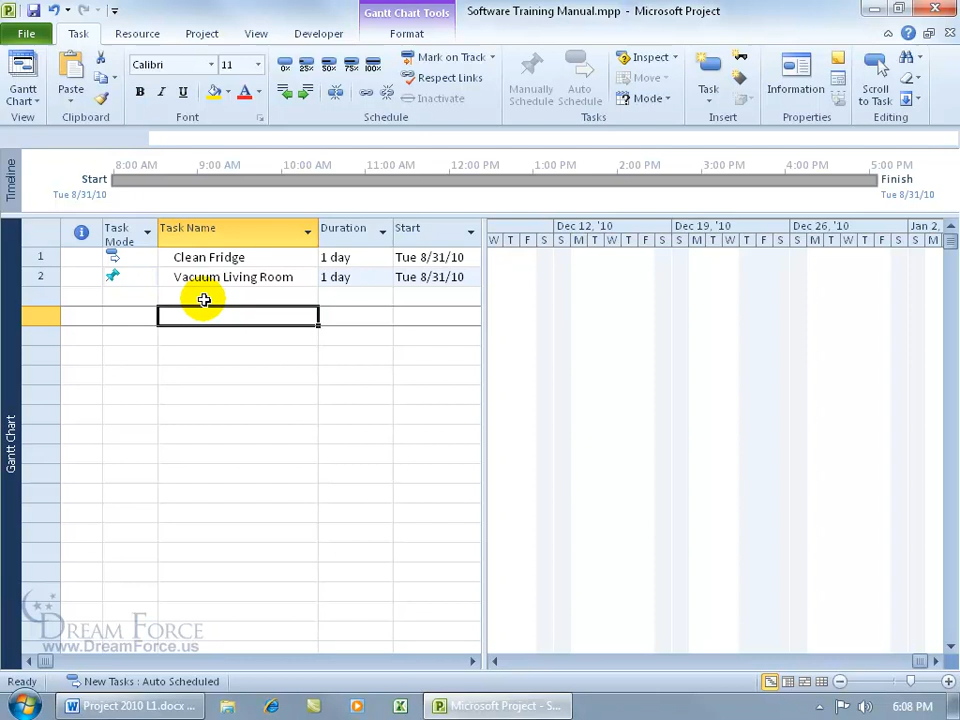 Gantt Chart Tools
Software Training Manual.mpp - Microsoft Project
File Task Resource Project View Developer Format
Gantt Chart
View
Paste
Clipboard
Calibri 11
B I U A
Font
0% 25% 50% 75% 100%
Mark on Track
Respect Links
Inactivate
Schedule
Manually Schedule
Auto Schedule
Inspect
Move
Mode
Tasks
Task
Insert
Information
Properties
Scroll to Task
Editing
Timeline
8:00 AM 9:00 AM 10:00 AM 11:00 AM 12:00 PM 1:00 PM 2:00 PM 3:00 PM 4:00 PM 5:00 PM
Start Finish
Tue 8/31/10 Tue 8/31/10
Task Mode Task Name Duration Start
Dec 12, '10 Dec 19, '10 Dec 26, '10 Jan 2,
W T F S S M T W T F S S M T W T F S S M T W T F S S M
1 Clean Fridge 1 day Tue 8/31/10
2 Vacuum Living Room 1 day Tue 8/31/10
Gantt Chart
DREAM FORCE
www.DreamForce.us
Ready New Tasks : Auto Scheduled
Project 2010 L1.docx ... Microsoft Project - S... 6:08 PM